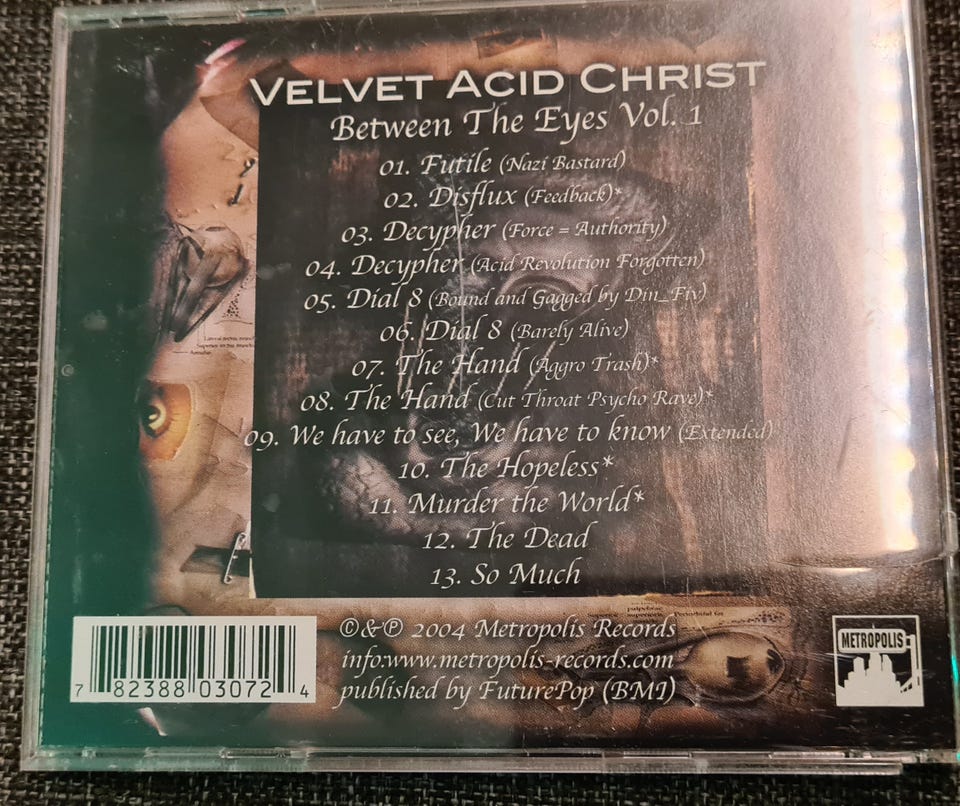 VELVET ACID CHRIST
Between The Eyes Vol. 1
01. Futile (Nazi Bastard)
02. Disflux (Feedback)*
03. Decypher (Force = Authority)
04. Decypher (Acid Revolution Forgotten)
05. Dial 8 (Bound and Gagged by Din_Fiv)
06. Dial 8 (Barely Alive)
07. The Hand (Aggro Trash)*
08. The Hand (Cut Throat Psycho Rave)*
09. We have to see, We have to know (Extended)
10. The Hopeless*
11. Murder the World*
12. The Dead
13. So Much
©&℗ 2004 Metropolis Records
info:www.metropolis-records.com
published by FuturePop (BMI)
7 82388 03072 4
METROPOLIS